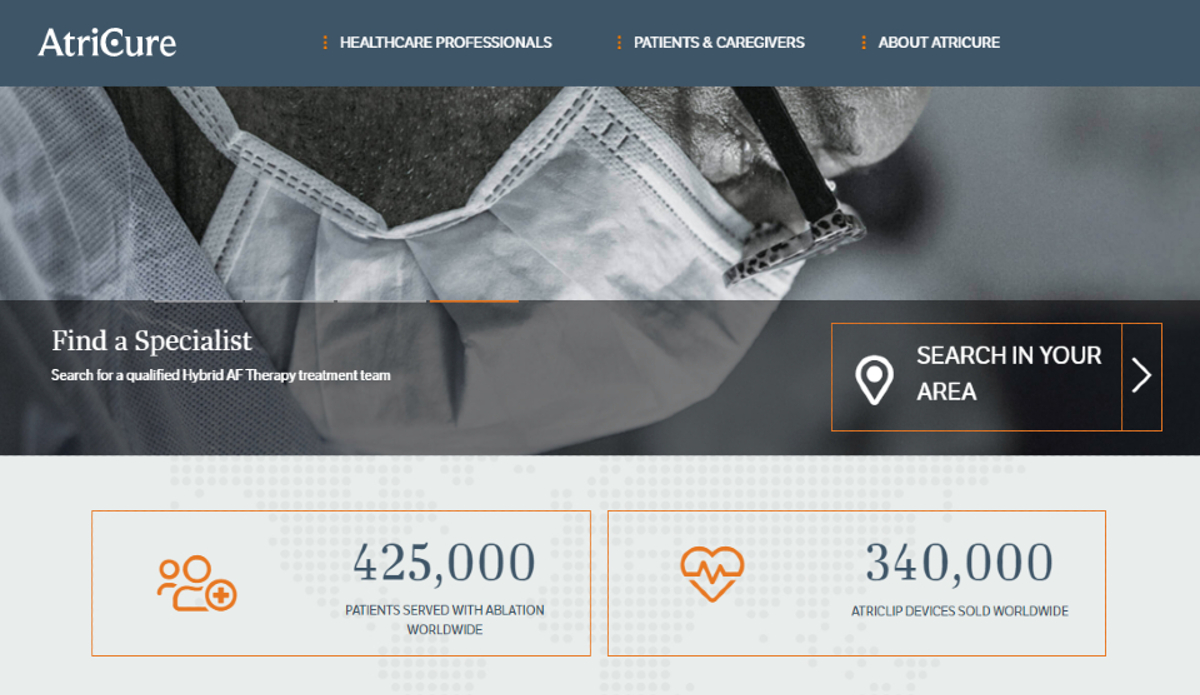 AtriCure
HEALTHCARE PROFESSIONALS
PATIENTS & CAREGIVERS
ABOUT ATRICURE
Find a Specialist
Search for a qualified Hybrid AF Therapy treatment team
SEARCH IN YOUR
AREA
425,000
PATIENTS SERVED WITH ABLATION
WORLDWIDE
340,000
ATRICLIP DEVICES SOLD WORLDWIDE